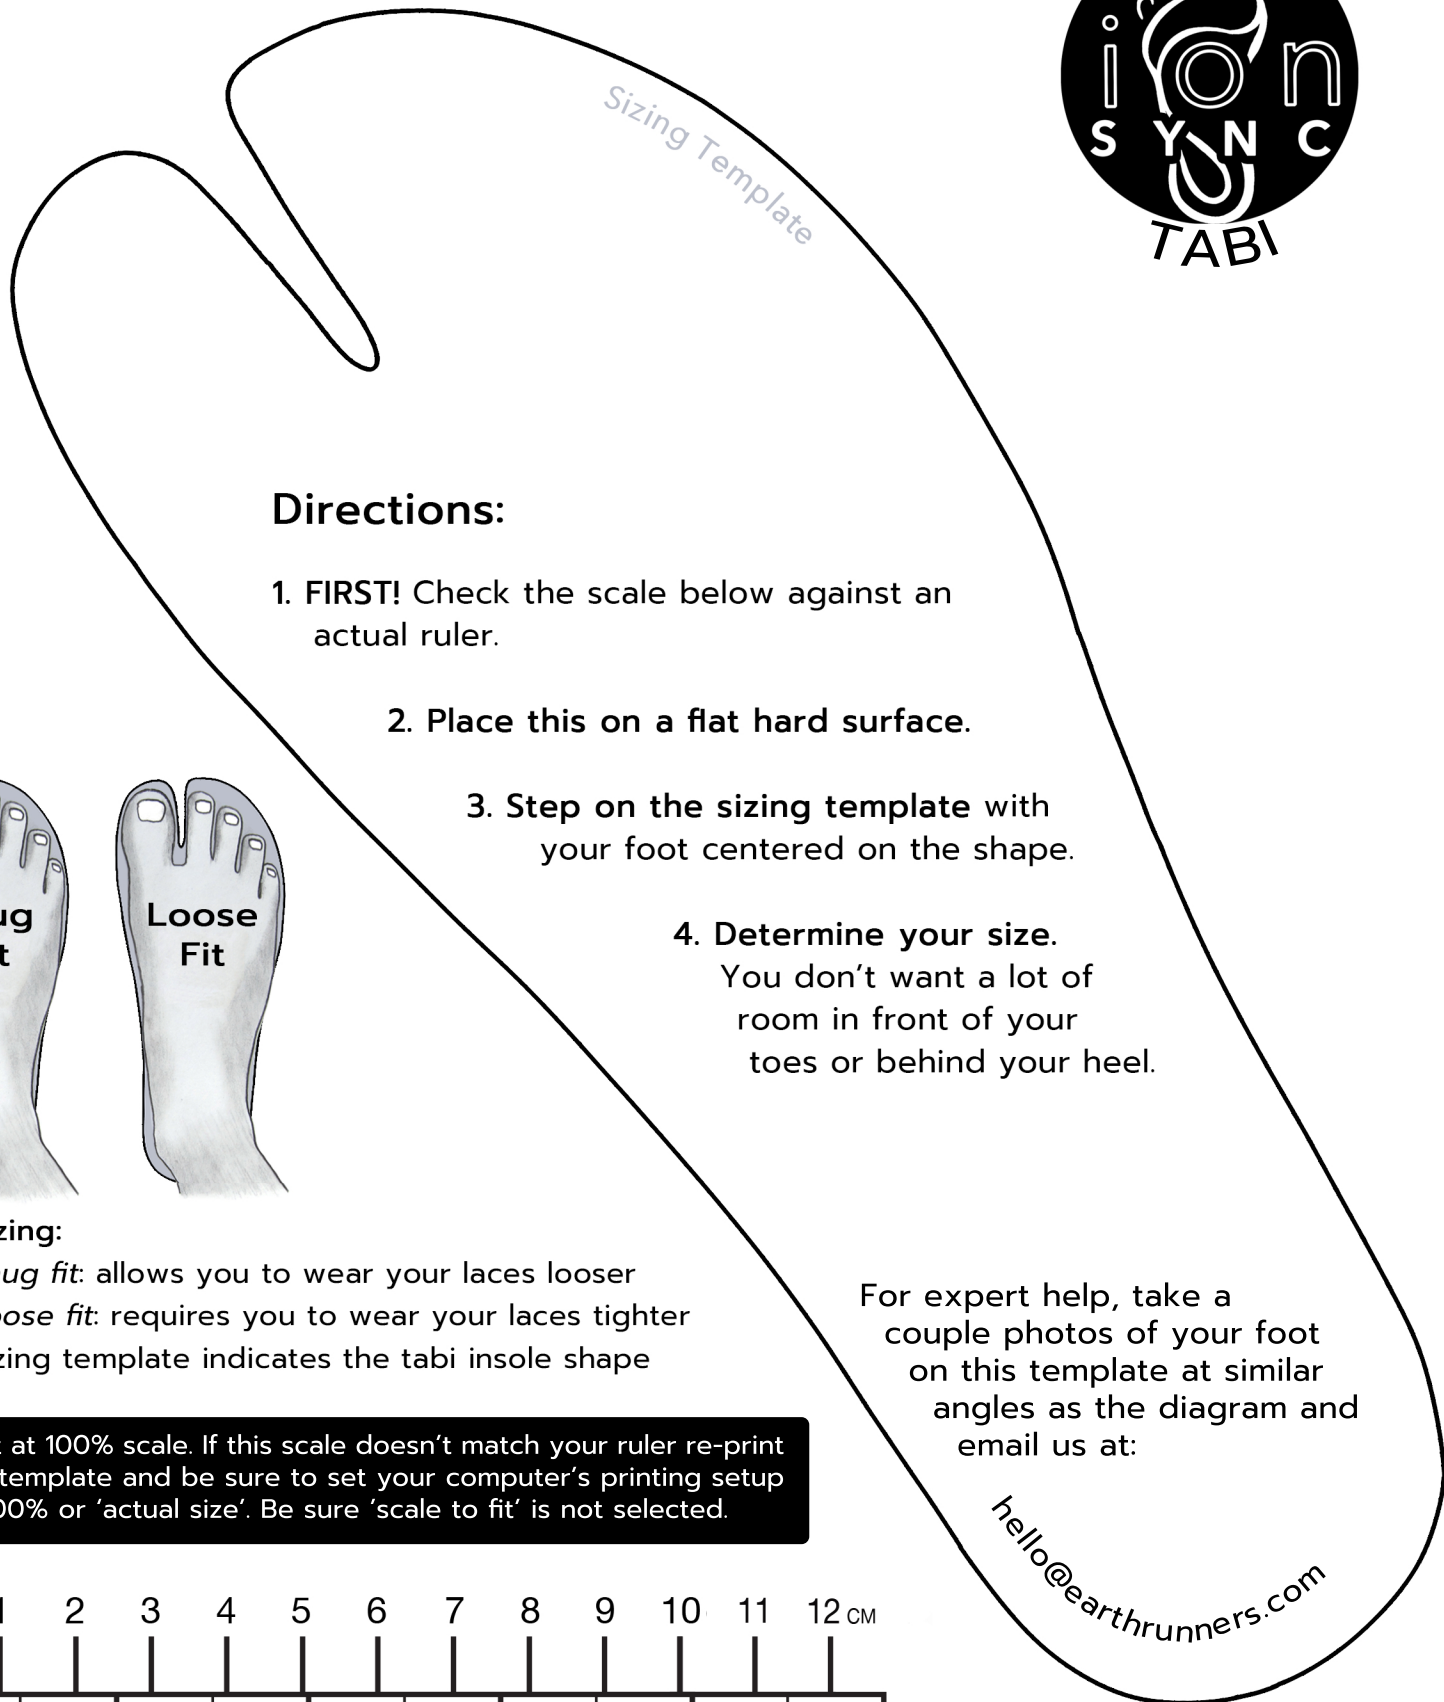 ion
SYNC
TABI
Sizing Template
Directions:
1. FIRST! Check the scale below against an
actual ruler.
2. Place this on a flat hard surface.
3. Step on the sizing template with
your foot centered on the shape.
4. Determine your size.
You don’t want a lot of
room in front of your
toes or behind your heel.
Loose
Fit
fit: allows you to wear your laces looser
fit: requires you to wear your laces tighter
template indicates the tabi insole shape
at 100% scale. If this scale doesn’t match your ruler re-print
template and be sure to set your computer’s printing setup
or ‘actual size’. Be sure ‘scale to fit’ is not selected.
For expert help, take a
couple photos of your foot
on this template at similar
angles as the diagram and
email us at:
hello@earthrunners.com
2 3 4 5 6 7 8 9 10 11 12 CM